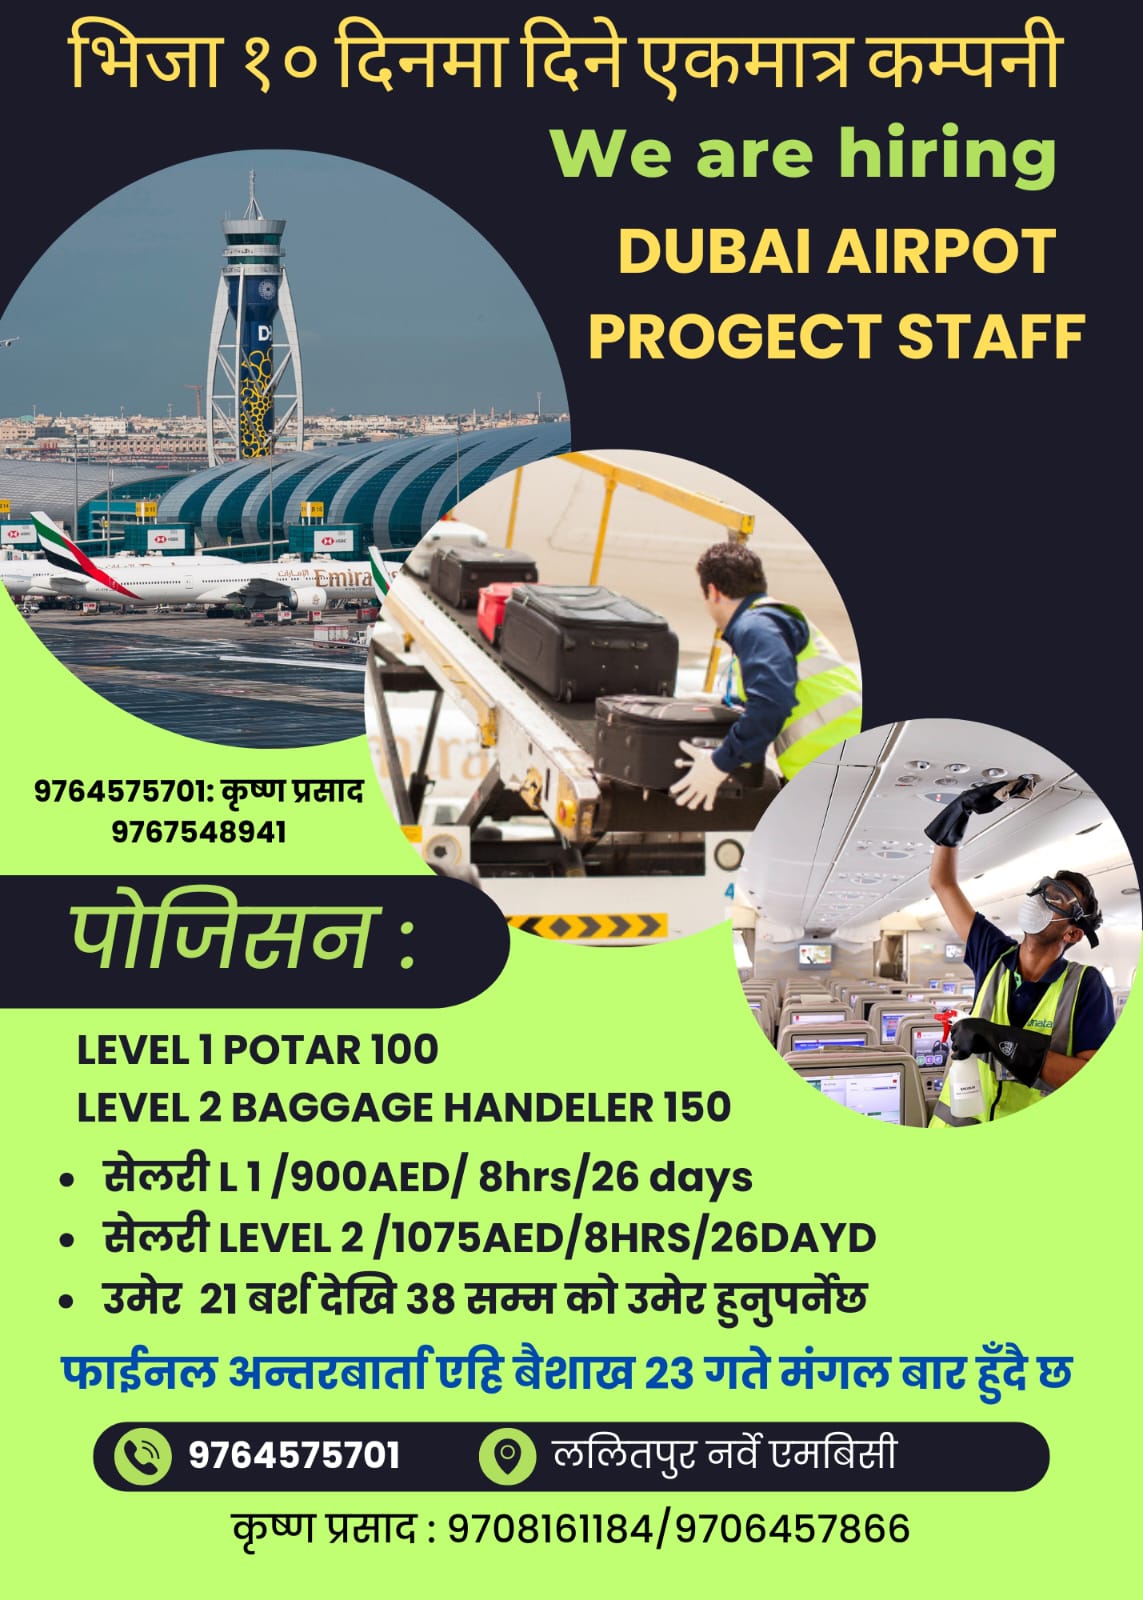 भिजा १० दिनमा दिने एकमात्र कम्पनी
We are hiring
DUBAI AIRPOT
PROGECT STAFF
Emira
9764575701: कृष्ण प्रसाद
9767548941
पोजिसन :
LEVEL 1 POTAR 100
LEVEL 2 BAGGAGE HANDELER 150
• सेलरी L 1 /900AED/ 8hrs/26 days
• सेलरी LEVEL 2 /1075AED/8HRS/26DAYD
• उमेर 21 बर्श देखि 38 सम्म को उमेर हुनुपर्नेछ
फाईनल अन्तरबार्ता एहि बैशाख 23 गते मंगल बार हुँदै छ
9764575701
ललितपुर नर्वे एमबिसी
कृष्ण प्रसाद : 9708161184/9706457866